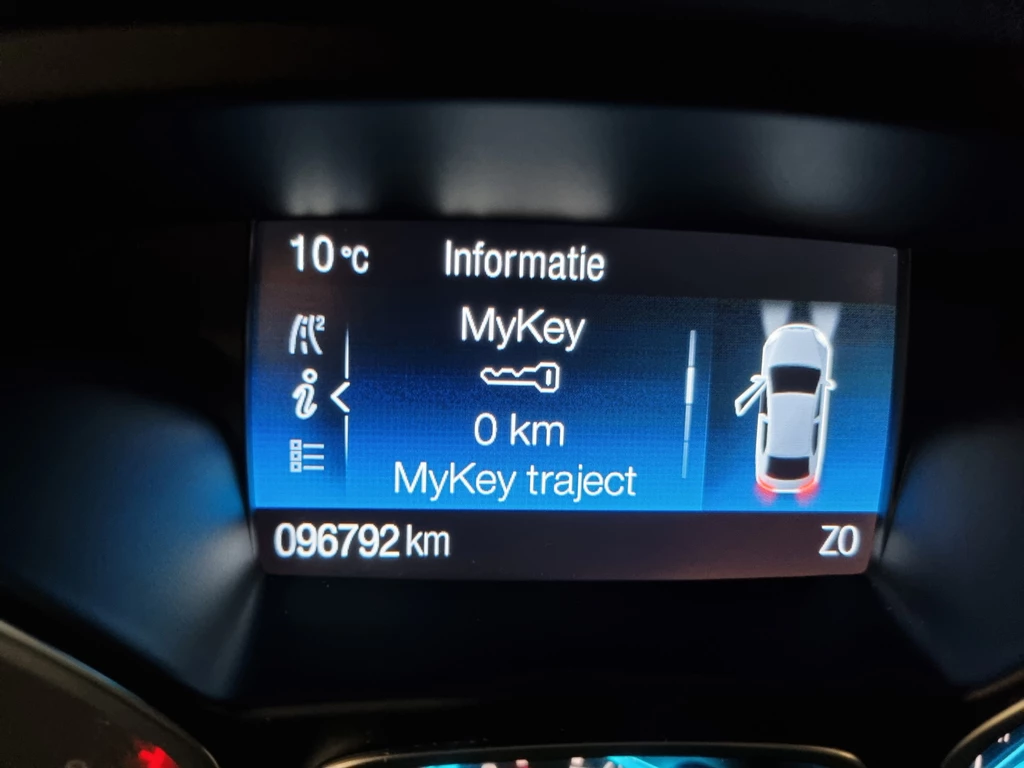 10 °C Informatie
MyKey
0 km
MyKey traject
096792 km ZO